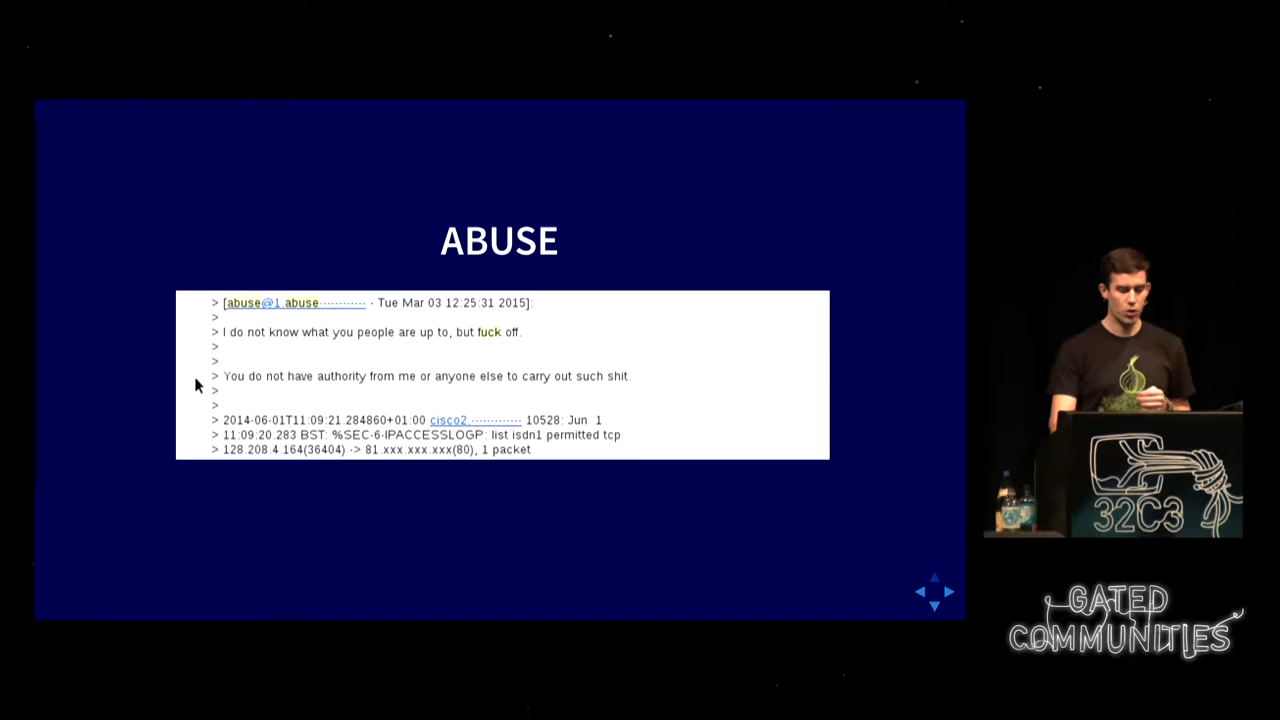 ABUSE
> [abuse@1.abuse············ - Tue Mar 03 12:25:31 2015]:
>
> I do not know what you people are up to, but fuck off.
>
>
> You do not have authority from me or anyone else to carry out such shit.
>
>
> 2014-06-01T11:09:21.284860+01:00 cisco2.············ 10528: Jun 1
> 11:09:20.283 BST: %SEC-6-IPACCESSLOGP: list isdn1 permitted tcp
> 128.208.4.164(36404) -> 81.xxx.xxx.xxx(80), 1 packet
32C3
GATED
COMMUNITIES